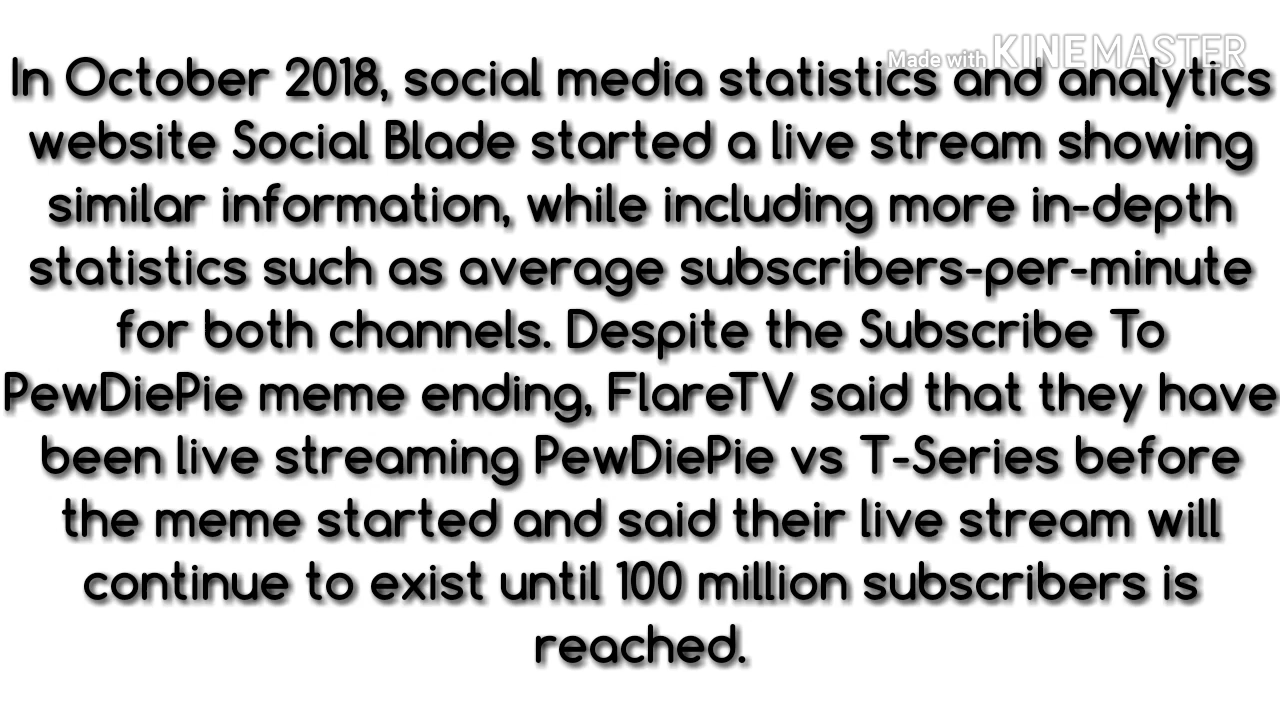 Made with KINEMASTER
In October 2018, social media statistics and analytics
website Social Blade started a live stream showing
similar information, while including more in-depth
statistics such as average subscribers-per-minute
for both channels. Despite the Subscribe To
PewDiePie meme ending, FlareTV said that they have
been live streaming PewDiePie vs T-Series before
the meme started and said their live stream will
continue to exist until 100 million subscribers is
reached.